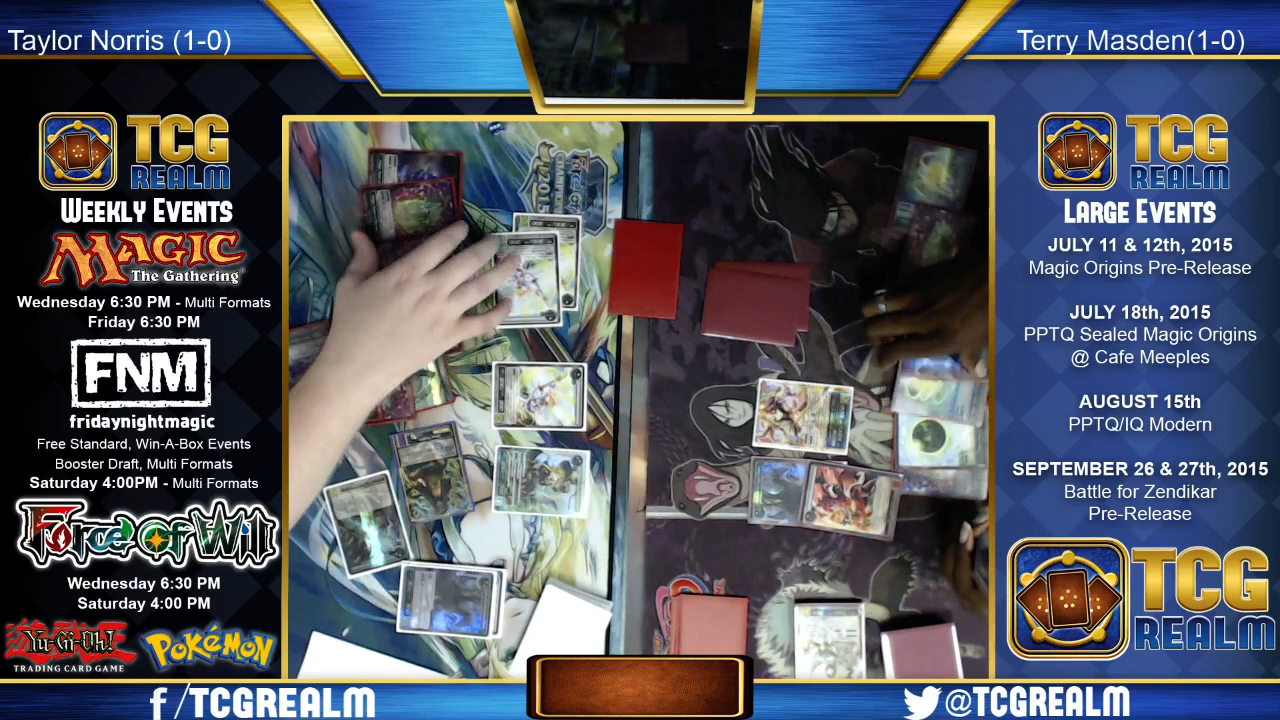 Taylor Norris (1-0)
Terry Masden(1-0)
TCG
REALM
WEEKLY EVENTS
MAGIC
The Gathering
Wednesday 6:30 PM - Multi Formats
Friday 6:30 PM
FNM
fridaynightmagic
Free Standard, Win-A-Box Events
Booster Draft, Multi Formats
Saturday 4:00PM - Multi Formats
Force of Will
Wednesday 6:30 PM
Saturday 4:00 PM
Yu-Gi-Oh!
TRADING CARD GAME
POKéMON
TCG
REALM
LARGE EVENTS
JULY 11 & 12th, 2015
Magic Origins Pre-Release
JULY 18th, 2015
PPTQ Sealed Magic Origins
@ Cafe Meeples
AUGUST 15th
PPTQ/IQ Modern
SEPTEMBER 26 & 27th, 2015
Battle for Zendikar
Pre-Release
TCG
REALM
f/TCGREALM
@TCGREALM